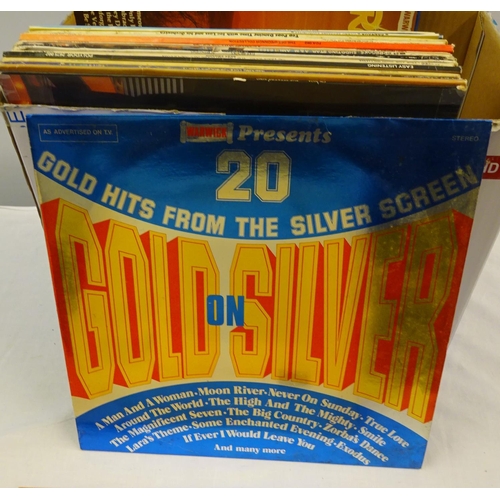 EASY LISTENING
AS ADVERTISED ON T.V.
WARWICK Presents
STEREO
20
GOLD HITS FROM THE SILVER SCREEN
GOLD ON SILVER
A Man And A Woman·Moon River·Never On Sunday·True Love
Around The World·The High And The Mighty·Smile
The Magnificent Seven·The Big Country·Zorba's Dance
Lara's Theme·Some Enchanted Evening·Exodus
If Ever I Would Leave You
And many more